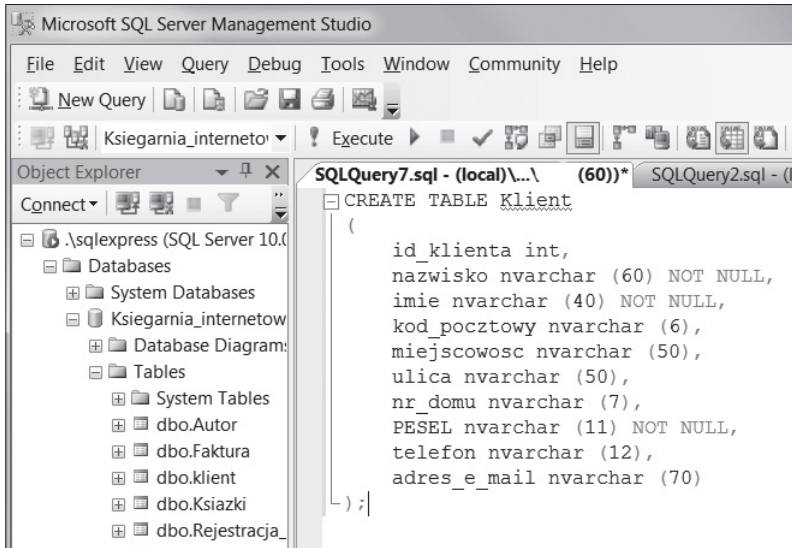 Microsoft SQL Server Management Studio
File Edit View Query Debug Tools Window Community Help
New Query
Ksiegarnia_interneto Execute
Object Explorer
Connect
.\sqlexpress (SQL Server 10.0
Databases
System Databases
Ksiegarnia_internetow
Database Diagram
Tables
System Tables
dbo.Autor
dbo.Faktura
dbo.klient
dbo.Ksiazki
dbo.Rejestracja_
SQLQuery7.sql - (local)\...\ (60))* SQLQuery2.sql - (l
CREATE TABLE Klient
(
id_klienta int,
nazwisko nvarchar (60) NOT NULL,
imie nvarchar (40) NOT NULL,
kod_pocztowy nvarchar (6),
miejscowosc nvarchar (50),
ulica nvarchar (50),
nr_domu nvarchar (7),
PESEL nvarchar (11) NOT NULL,
telefon nvarchar (12),
adres_e_mail nvarchar (70)
);